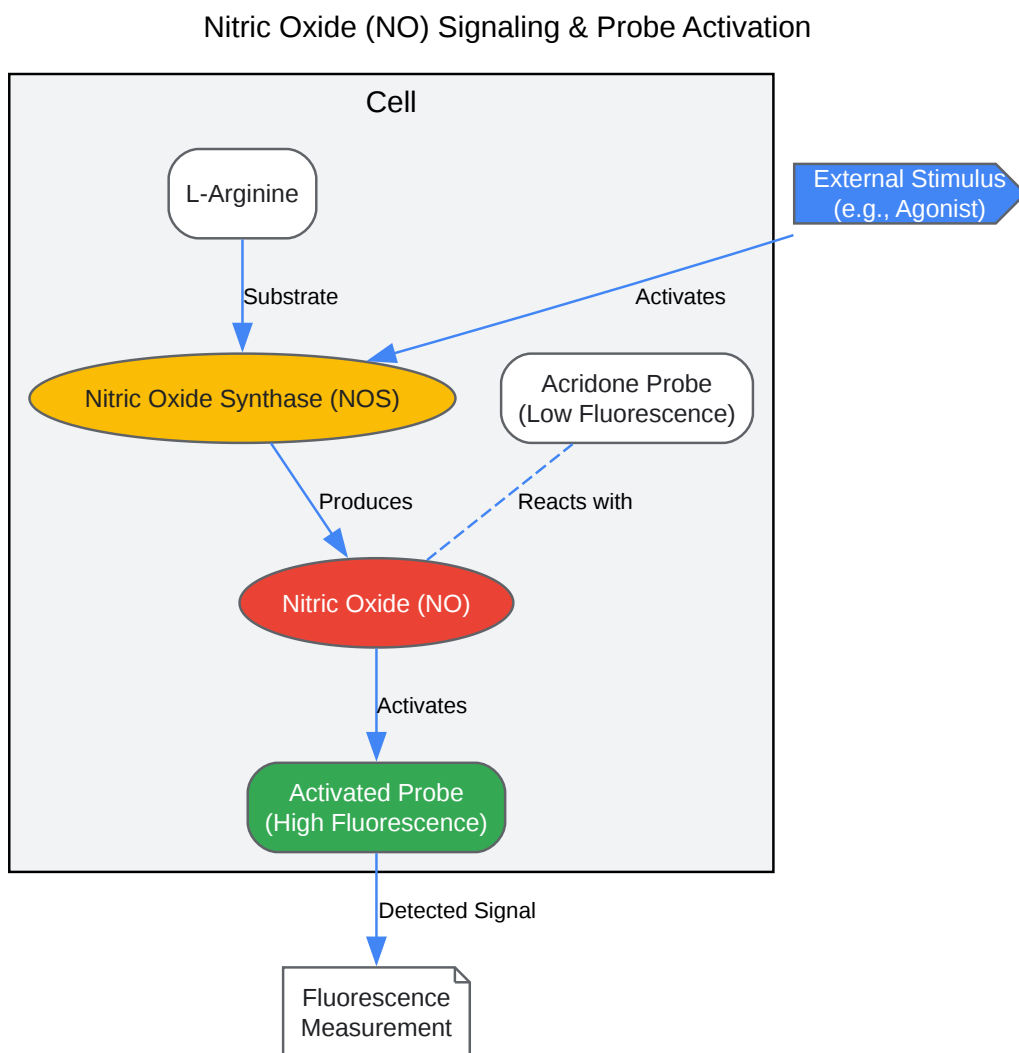 Nitric Oxide (NO) Signaling & Probe Activation
Cell
L-Arginine
External Stimulus
(e.g., Agonist)
Substrate
Activates
Nitric Oxide Synthase (NOS)
Acridone Probe
(Low Fluorescence)
Produces
Reacts with
Nitric Oxide (NO)
Activates
Activated Probe
(High Fluorescence)
Detected Signal
Fluorescence
Measurement